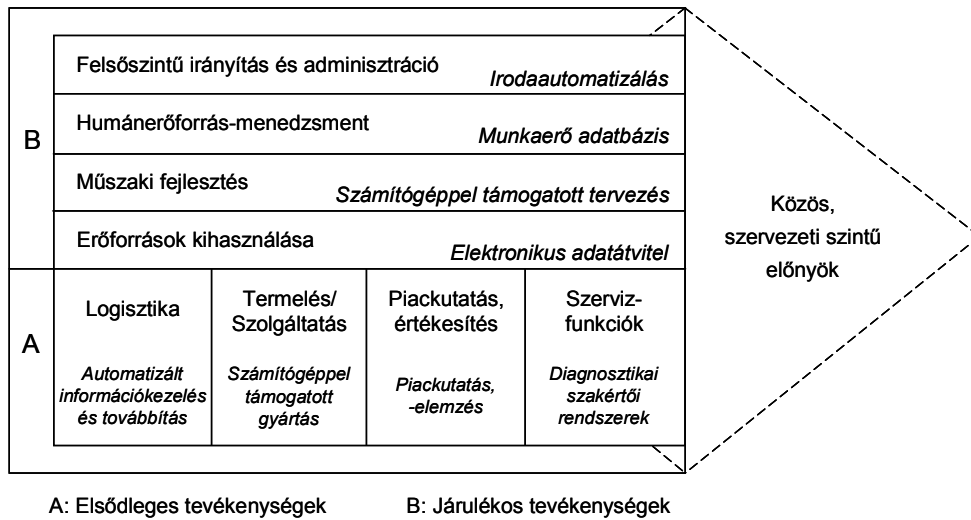 B
Felsőszintű irányítás és adminisztráció
Irodaautomatizálás
Humánerőforrás-menedzsment
Munkaerő adatbázis
Műszaki fejlesztés
Számítógéppel támogatott tervezés
Erőforrások kihasználása
Elektronikus adatátvitel
A
Logisztika
Automatizált
információkezelés
és továbbítás
Termelés/
Szolgáltatás
Számítógéppel
támogatott
gyártás
Piackutatás,
értékesítés
Piackutatás,
-elemzés
Szerviz-
funkciók
Diagnosztikai
szakértői
rendszerek
Közös,
szervezeti szintű
előnyök
A: Elsődleges tevékenységek
B: Járulékos tevékenységek